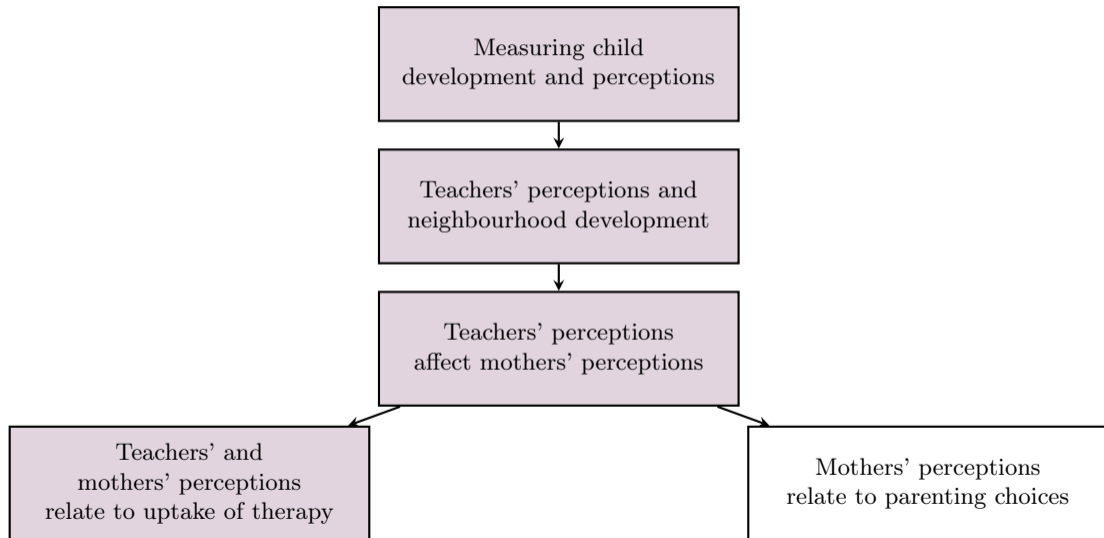 Measuring child
development and perceptions
Teachers’ perceptions and
neighbourhood development
Teachers’ perceptions
affect mothers’ perceptions
Teachers’ and
mothers’ perceptions
relate to uptake of therapy
Mothers’ perceptions
relate to parenting choices